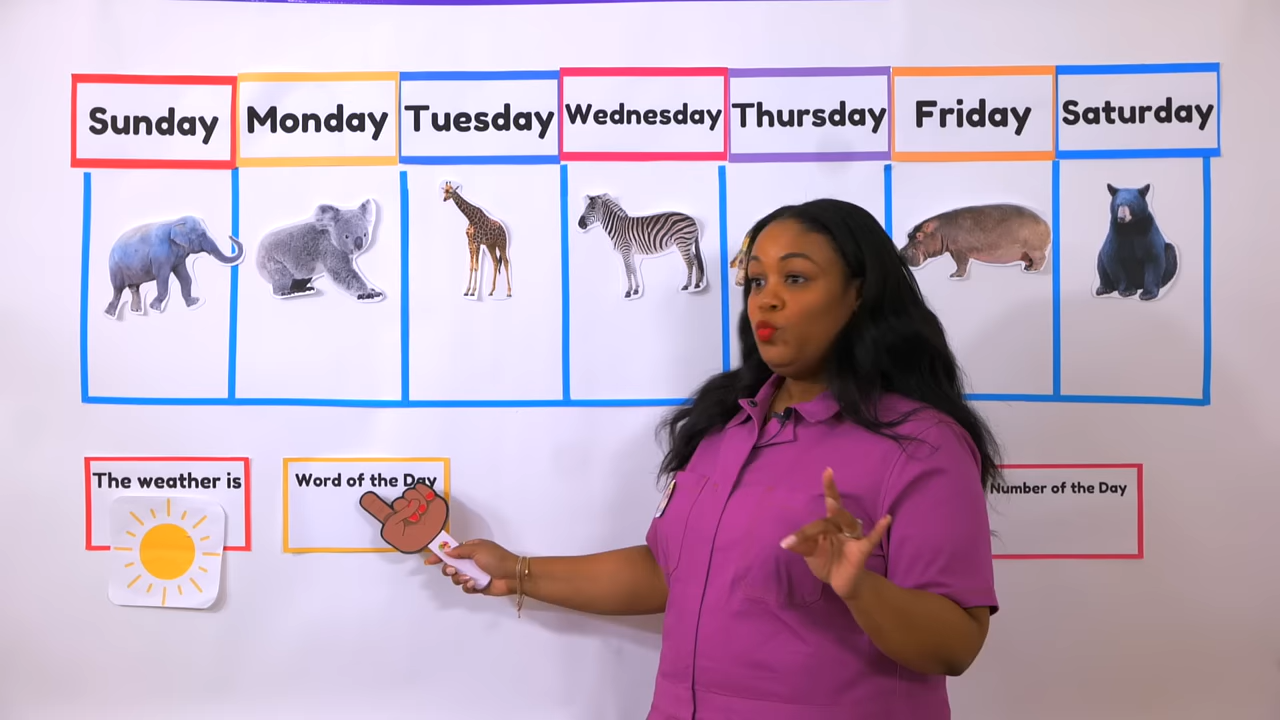 Sunday
Monday
Tuesday
Wednesday
Thursday
Friday
Saturday
The weather is
Word of the Day
Number of the Day